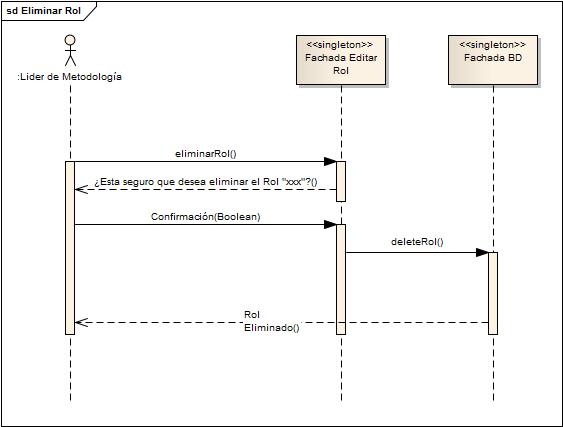 sd Eliminar Rol
:Lider de Metodología
<<singleton>>
Fachada Editar
Rol
<<singleton>>
Fachada BD
eliminarRol()
¿Esta seguro que desea eliminar el Rol "xxx"?()
Confirmación(Boolean)
deleteRol()
Rol
Eliminado()